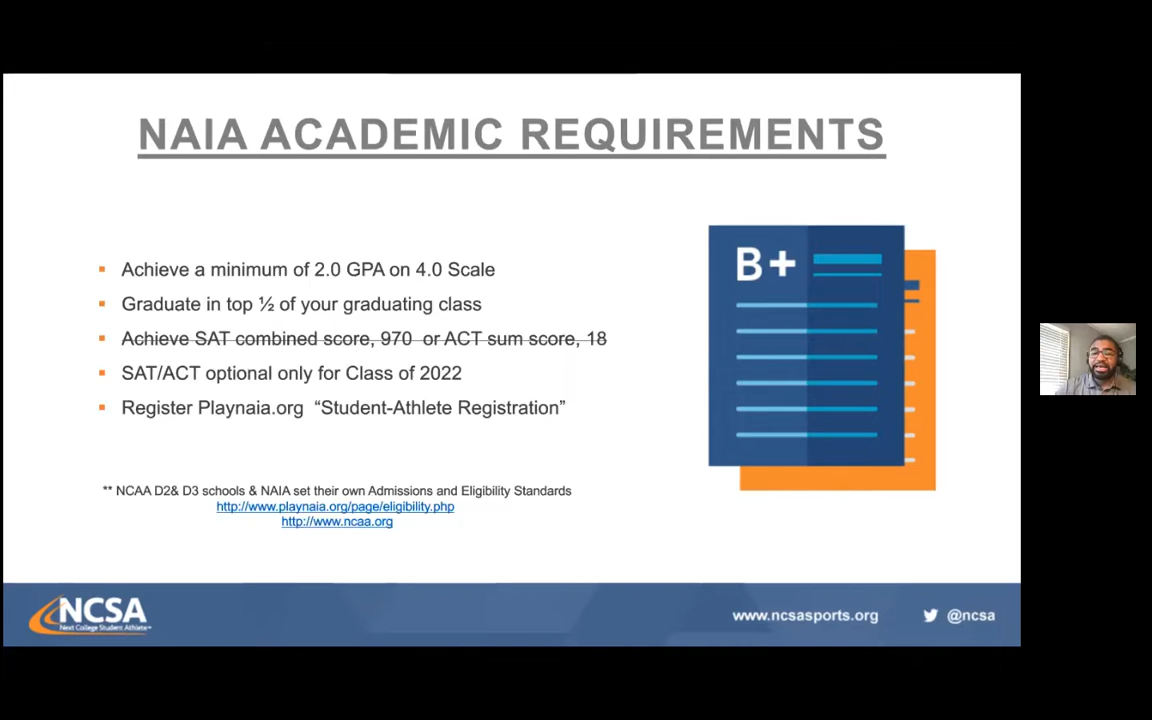 NAIA ACADEMIC REQUIREMENTS
Achieve a minimum of 2.0 GPA on 4.0 Scale
Graduate in top ½ of your graduating class
Achieve SAT combined score, 970 or ACT sum score, 18
SAT/ACT optional only for Class of 2022
Register Playnaia.org “Student-Athlete Registration”
B+
** NCAA D2& D3 schools & NAIA set their own Admissions and Eligibility Standards
http://www.playnaia.org/page/eligibility.php
http://www.ncaa.org
NCSA
Next College Student Athlete
www.ncsasports.org
@ncsa